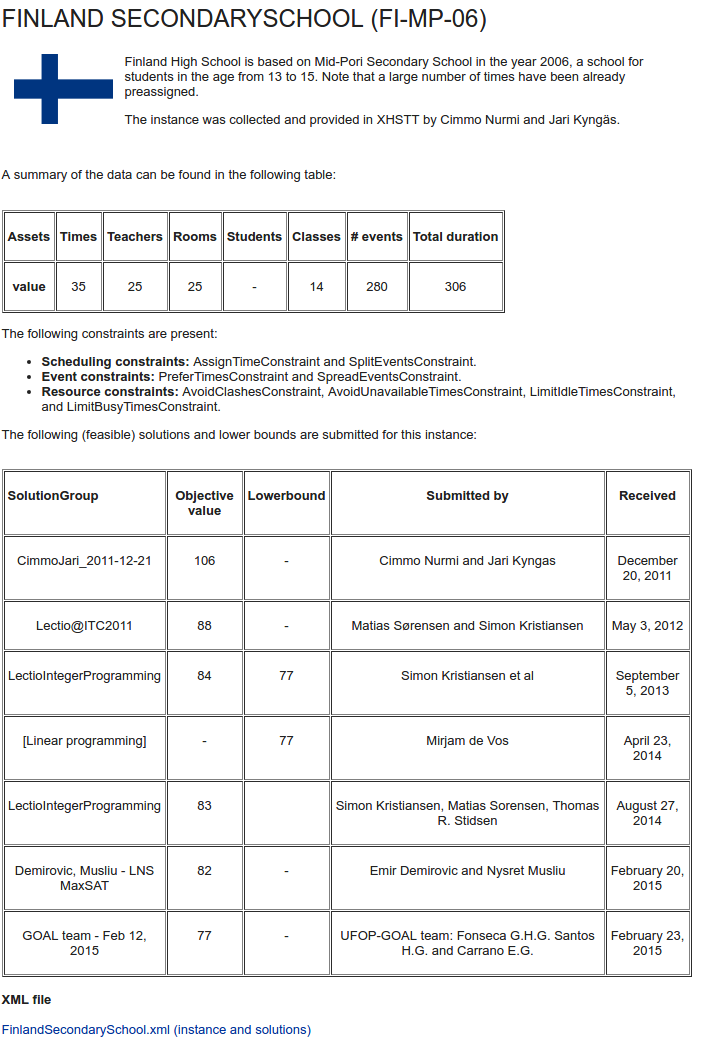 FINLAND SECONDARYSCHOOL (FI-MP-06)
Finland High School is based on Mid-Pori Secondary School in the year 2006, a school for
students in the age from 13 to 15. Note that a large number of times have been already
preassigned.
The instance was collected and provided in XHSTT by Cimmo Nurmi and Jari Kyngäs.
A summary of the data can be found in the following table:
Assets Times Teachers Rooms Students Classes # events Total duration
value 35 25 25 - 14 280 306
The following constraints are present:
• Scheduling constraints: AssignTimeConstraint and SplitEventsConstraint.
• Event constraints: PreferTimesConstraint and SpreadEventsConstraint.
• Resource constraints: AvoidClashesConstraint, AvoidUnavailableTimesConstraint, LimitIdleTimesConstraint,
and LimitBusyTimesConstraint.
The following (feasible) solutions and lower bounds are submitted for this instance:
SolutionGroup Objective Lowerbound Submitted by Received
value
CimmoJari_2011-12-21 106 - Cimmo Nurmi and Jari Kyngas December
20, 2011
Lectio@ITC2011 88 - Matias Sørensen and Simon Kristiansen May 3, 2012
LectioIntegerProgramming 84 77 Simon Kristiansen et al September
5, 2013
[Linear programming] - 77 Mirjam de Vos April 23,
2014
LectioIntegerProgramming 83 Simon Kristiansen, Matias Sorensen, Thomas August 27,
R. Stidsen 2014
Demirovic, Musliu - LNS 82 - Emir Demirovic and Nysret Musliu February 20,
MaxSAT 2015
GOAL team - Feb 12, 77 - UFOP-GOAL team: Fonseca G.H.G. Santos February 23,
2015 H.G. and Carrano E.G. 2015
XML file
FinlandSecondarySchool.xml (instance and solutions)